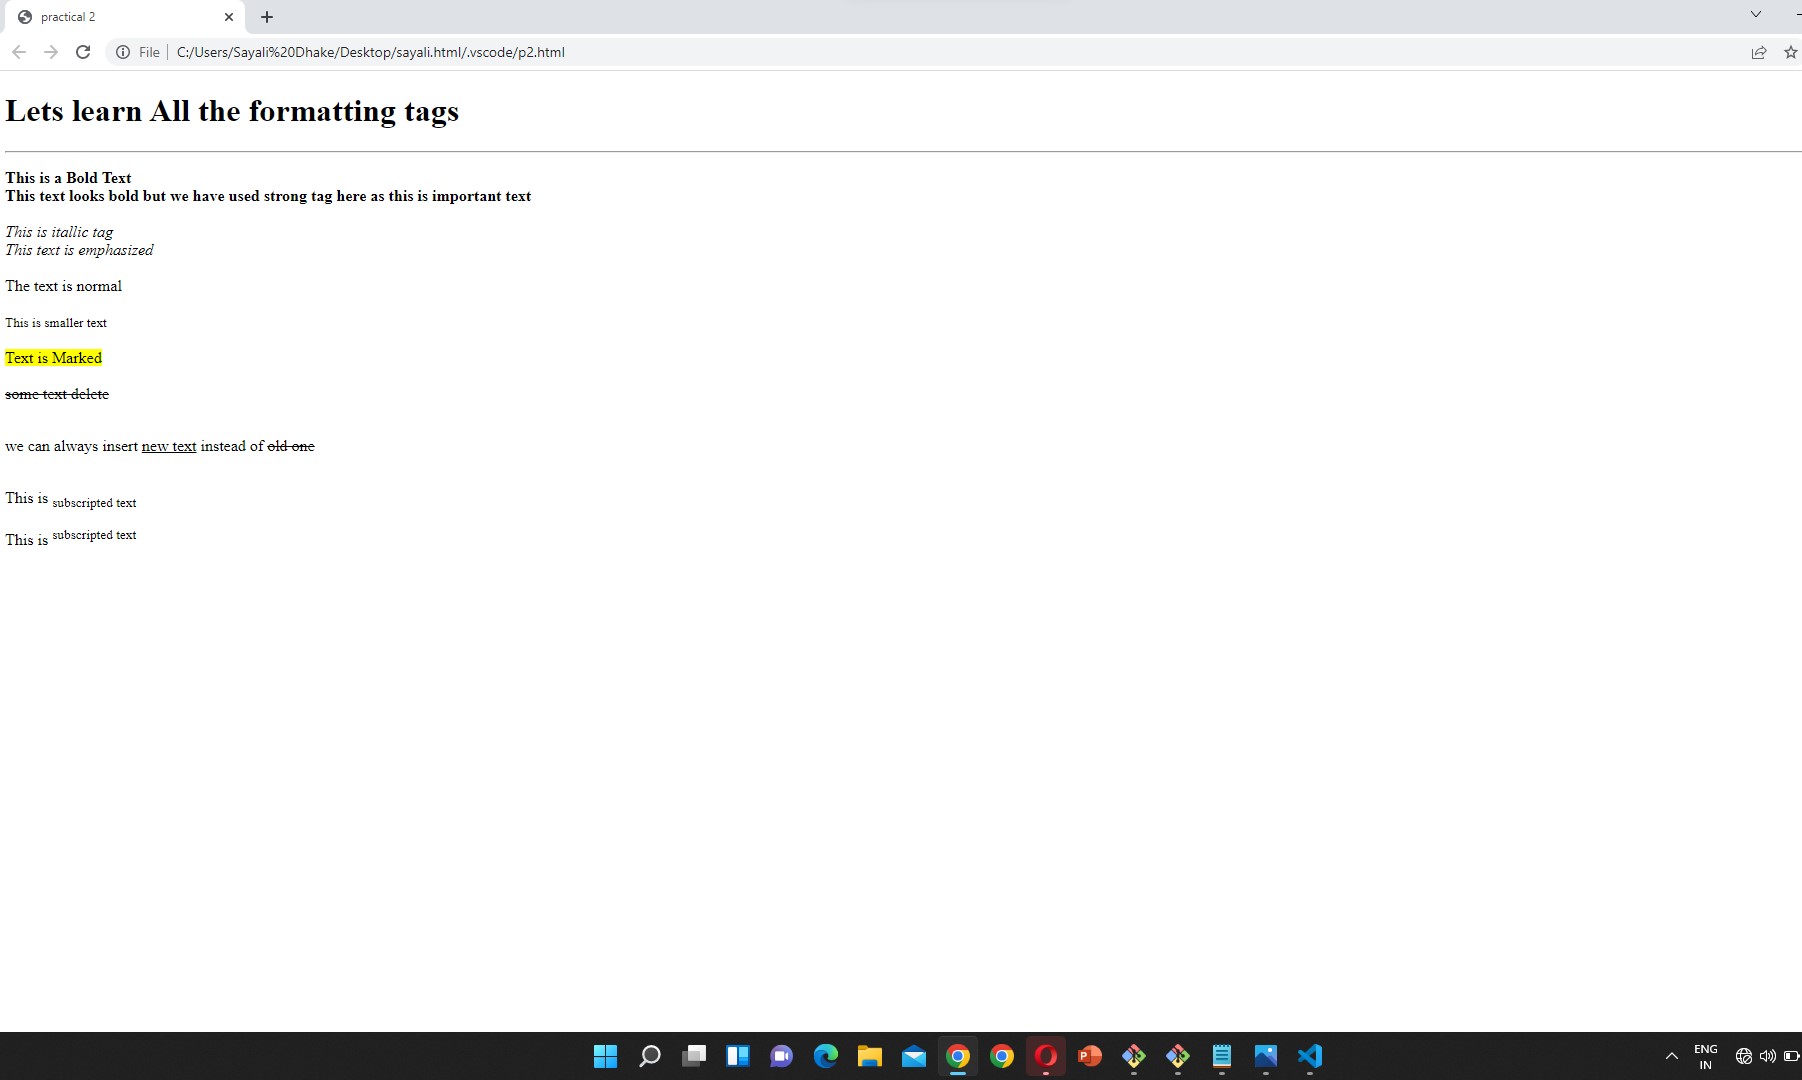 practical 2
File
C:/Users/Sayali%20Dhake/Desktop/sayali.html/.vscode/p2.html
Lets learn All the formatting tags
This is a Bold Text
This text looks bold but we have used strong tag here as this is important text
This is itallic tag
This text is emphasized
The text is normal
This is smaller text
Text is Marked
some text delete
we can always insert new text instead of old one
This is subscripted text
This is subscripted text
ENG
IN